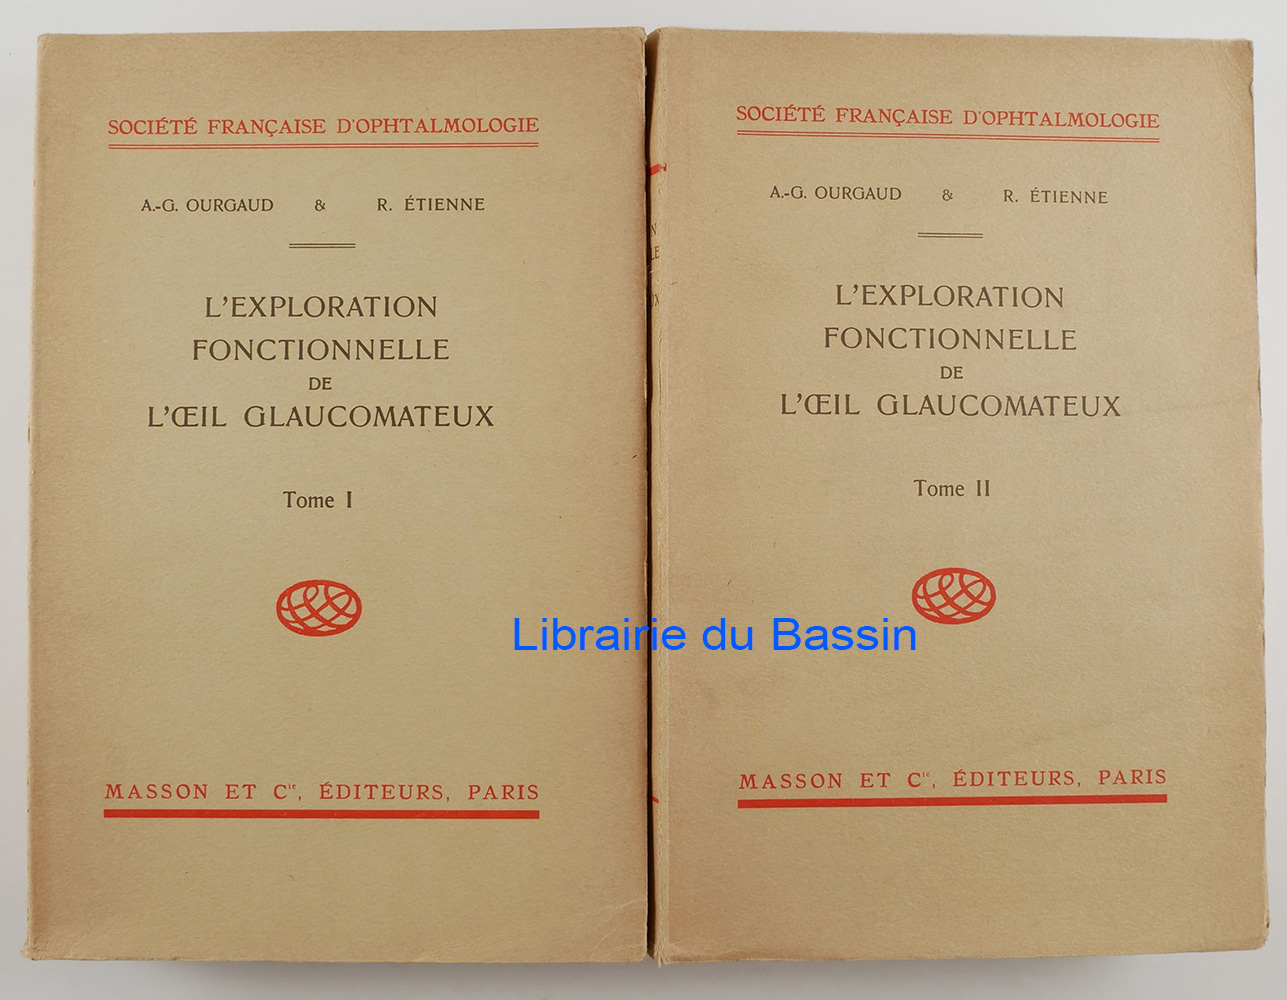 SOCIÉTÉ FRANÇAISE D'OPHTALMOLOGIE
A.-G. OURGAUD & R. ÉTIENNE
L'EXPLORATION
FONCTIONNELLE
DE
L'ŒIL GLAUCOMATEUX
Tome I
MASSON ET Cie, ÉDITEURS, PARIS
SOCIÉTÉ FRANÇAISE D'OPHTALMOLOGIE
A.-G. OURGAUD & R. ÉTIENNE
L'EXPLORATION
FONCTIONNELLE
DE
L'ŒIL GLAUCOMATEUX
Tome II
MASSON ET Cie, ÉDITEURS, PARIS
Librairie du Bassin